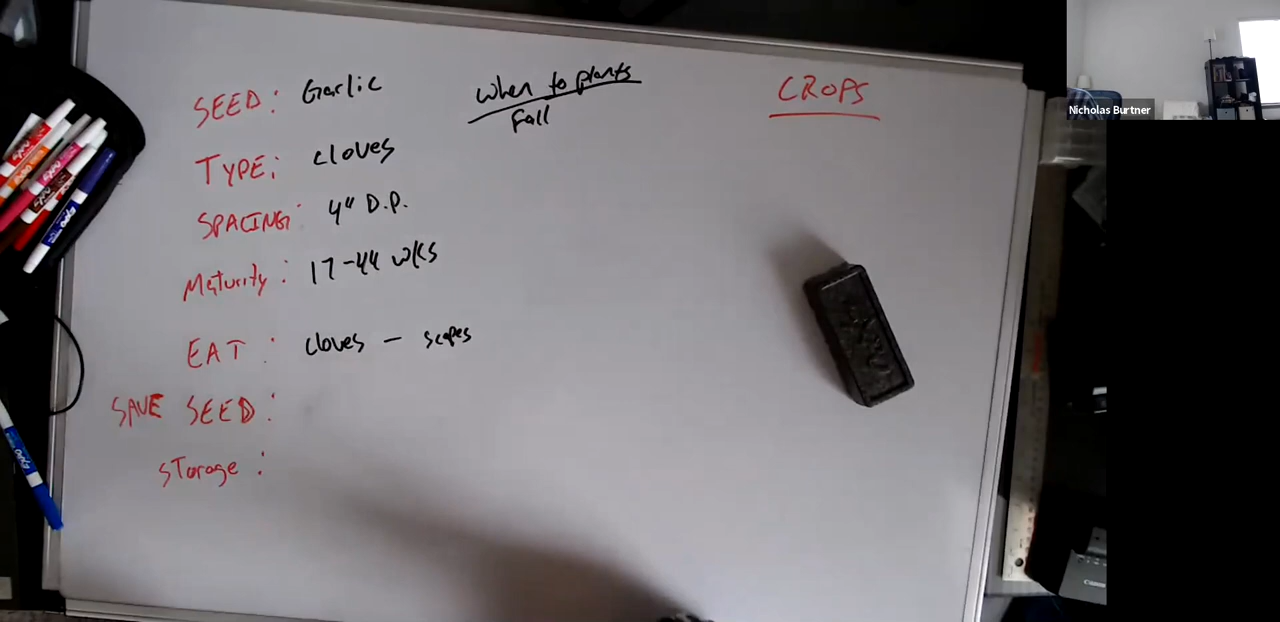 SEED: Garlic
when to plants
Fall
CROPS
TYPE: cloves
SPACING: 4" D.P.
Maturity: 17-44 wks
EAT: cloves - scapes
SAVE SEED:
STorage:
Nicholas Burtner
EXPO